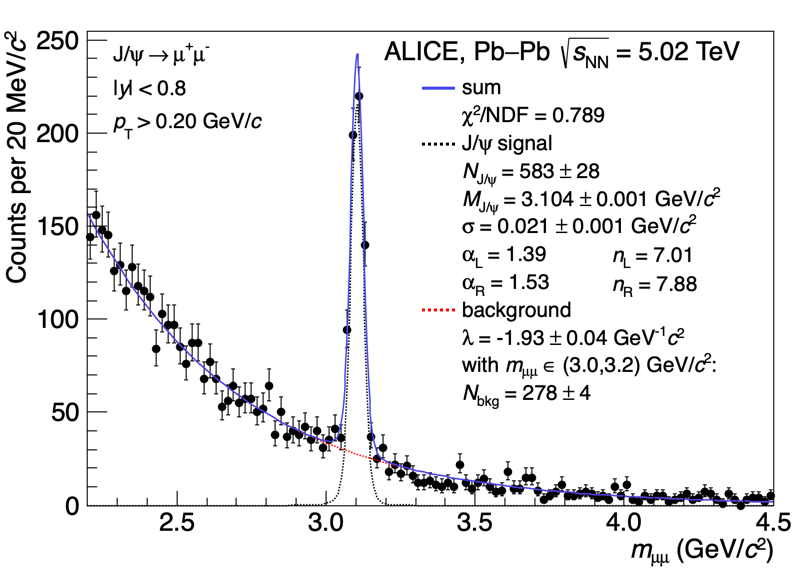 Counts per 20 MeV/c²
250
200
150
100
50
0
J/ψ → μ⁺μ⁻
|y| < 0.8
p_T > 0.20 GeV/c
ALICE, Pb–Pb √s_NN = 5.02 TeV
sum
χ²/NDF = 0.789
J/ψ signal
N_J/ψ = 583 ± 28
M_J/ψ = 3.104 ± 0.001 GeV/c²
σ = 0.021 ± 0.001 GeV/c²
α_L = 1.39 n_L = 7.01
α_R = 1.53 n_R = 7.88
background
λ = -1.93 ± 0.04 GeV⁻¹c²
with m_μμ ∈ (3.0,3.2) GeV/c²:
N_bkg = 278 ± 4
2.5 3.0 3.5 4.0 4.5
m_μμ (GeV/c²)